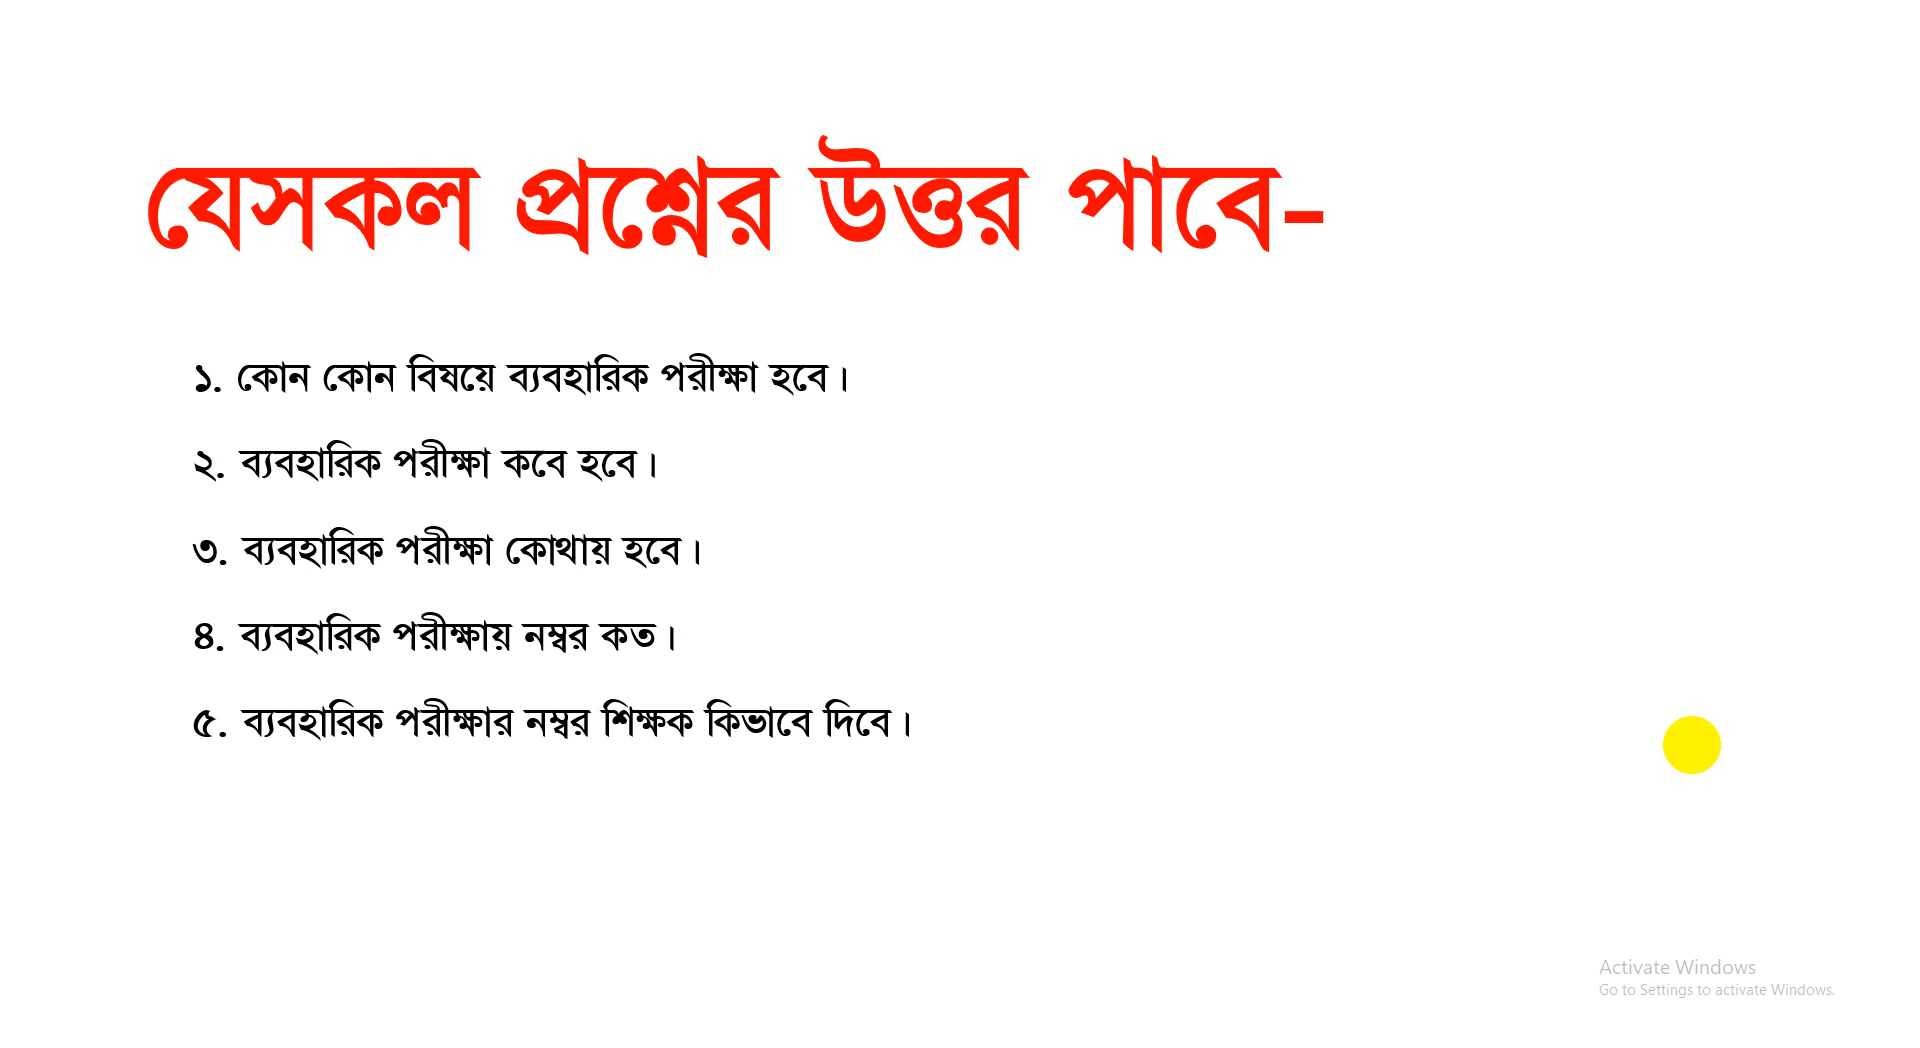 যেসকল প্রশ্নের উত্তর পাবে-
১. কোন কোন বিষয়ে ব্যবহারিক পরীক্ষা হবে।
২. ব্যবহারিক পরীক্ষা কবে হবে।
৩. ব্যবহারিক পরীক্ষা কোথায় হবে।
৪. ব্যবহারিক পরীক্ষায় নম্বর কত।
৫. ব্যবহারিক পরীক্ষার নম্বর শিক্ষক কিভাবে দিবে।
Activate Windows
Go to Settings to activate Windows.